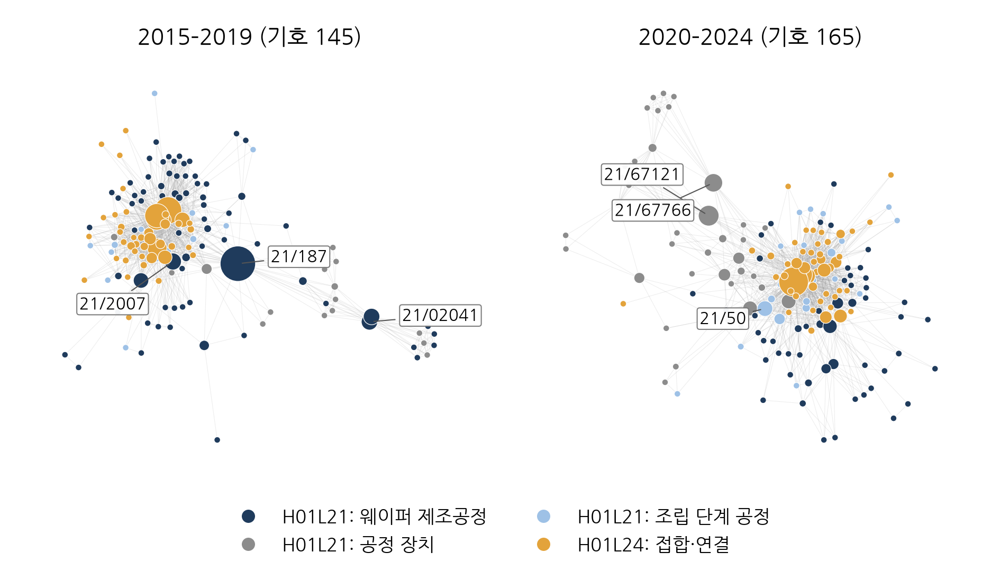 2015-2019 (기호 145)
2020-2024 (기호 165)
21/187
21/2007
21/02041
21/67121
21/67766
21/50
H01L21: 웨이퍼 제조공정
H01L21: 조립 단계 공정
H01L21: 공정 장치
H01L24: 접합·연결